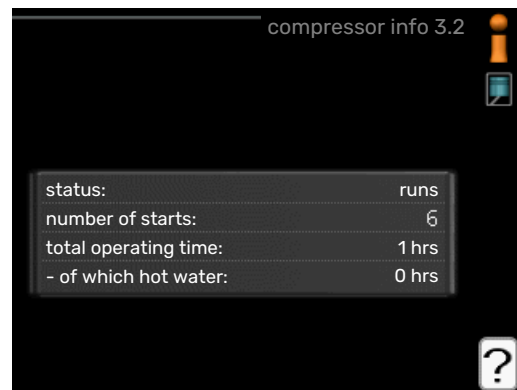 compressor info 3.2
status: runs
number of starts: 6
total operating time: 1 hrs
- of which hot water: 0 hrs
?